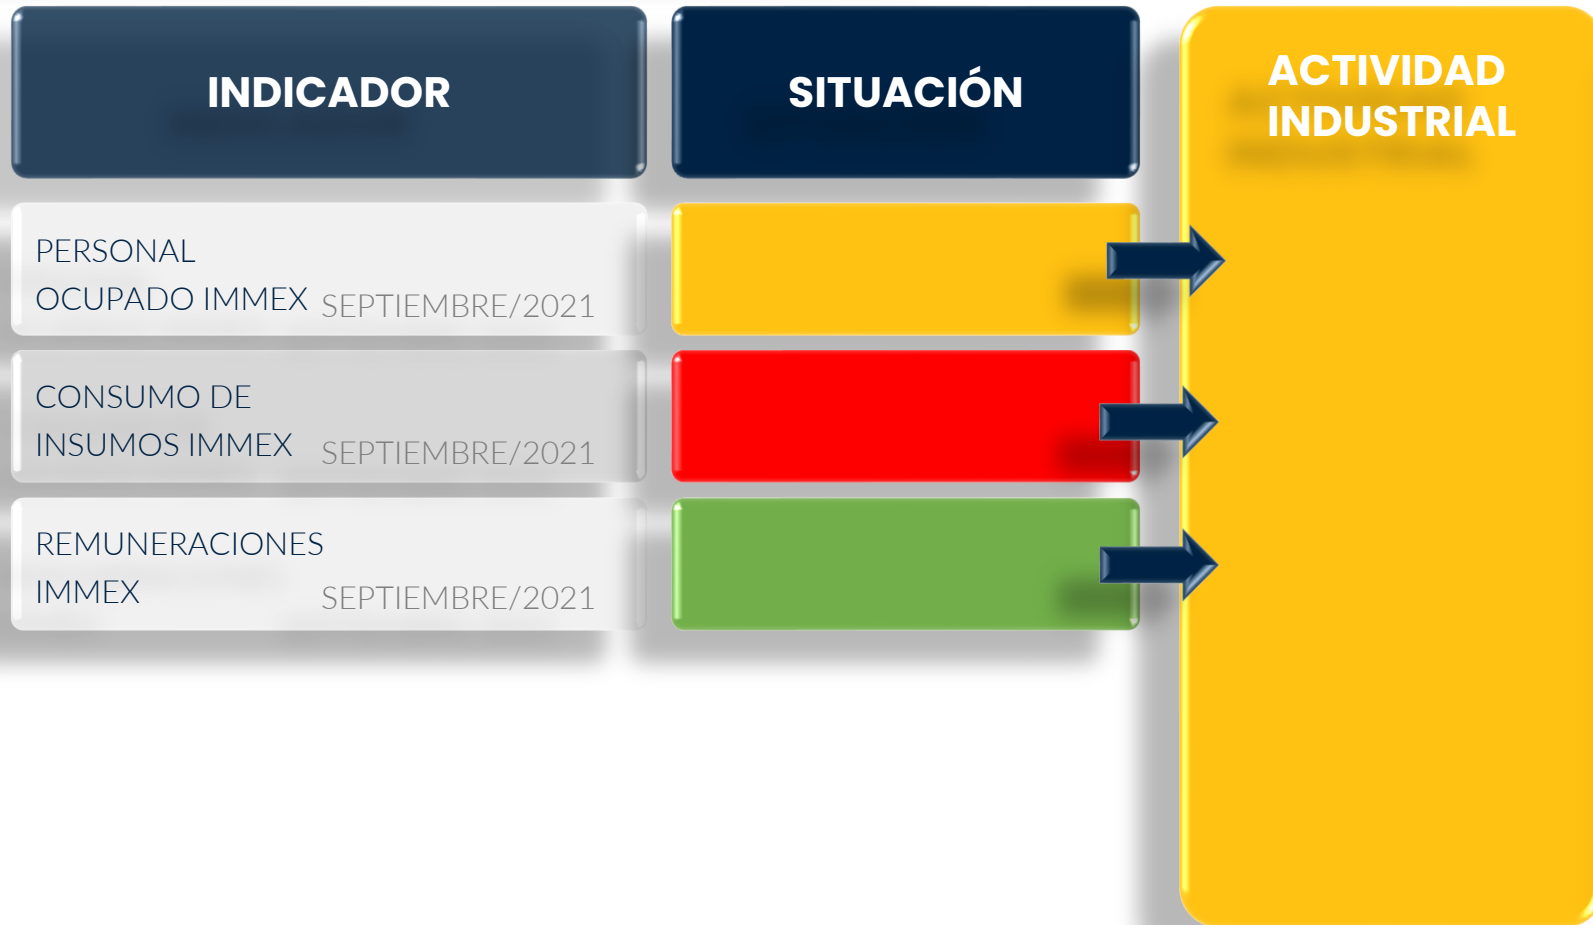 INDICADOR
SITUACIÓN
ACTIVIDAD
INDUSTRIAL
PERSONAL
OCUPADO IMMEX SEPTIEMBRE/2021
CONSUMO DE
INSUMOS IMMEX SEPTIEMBRE/2021
REMUNERACIONES
IMMEX SEPTIEMBRE/2021